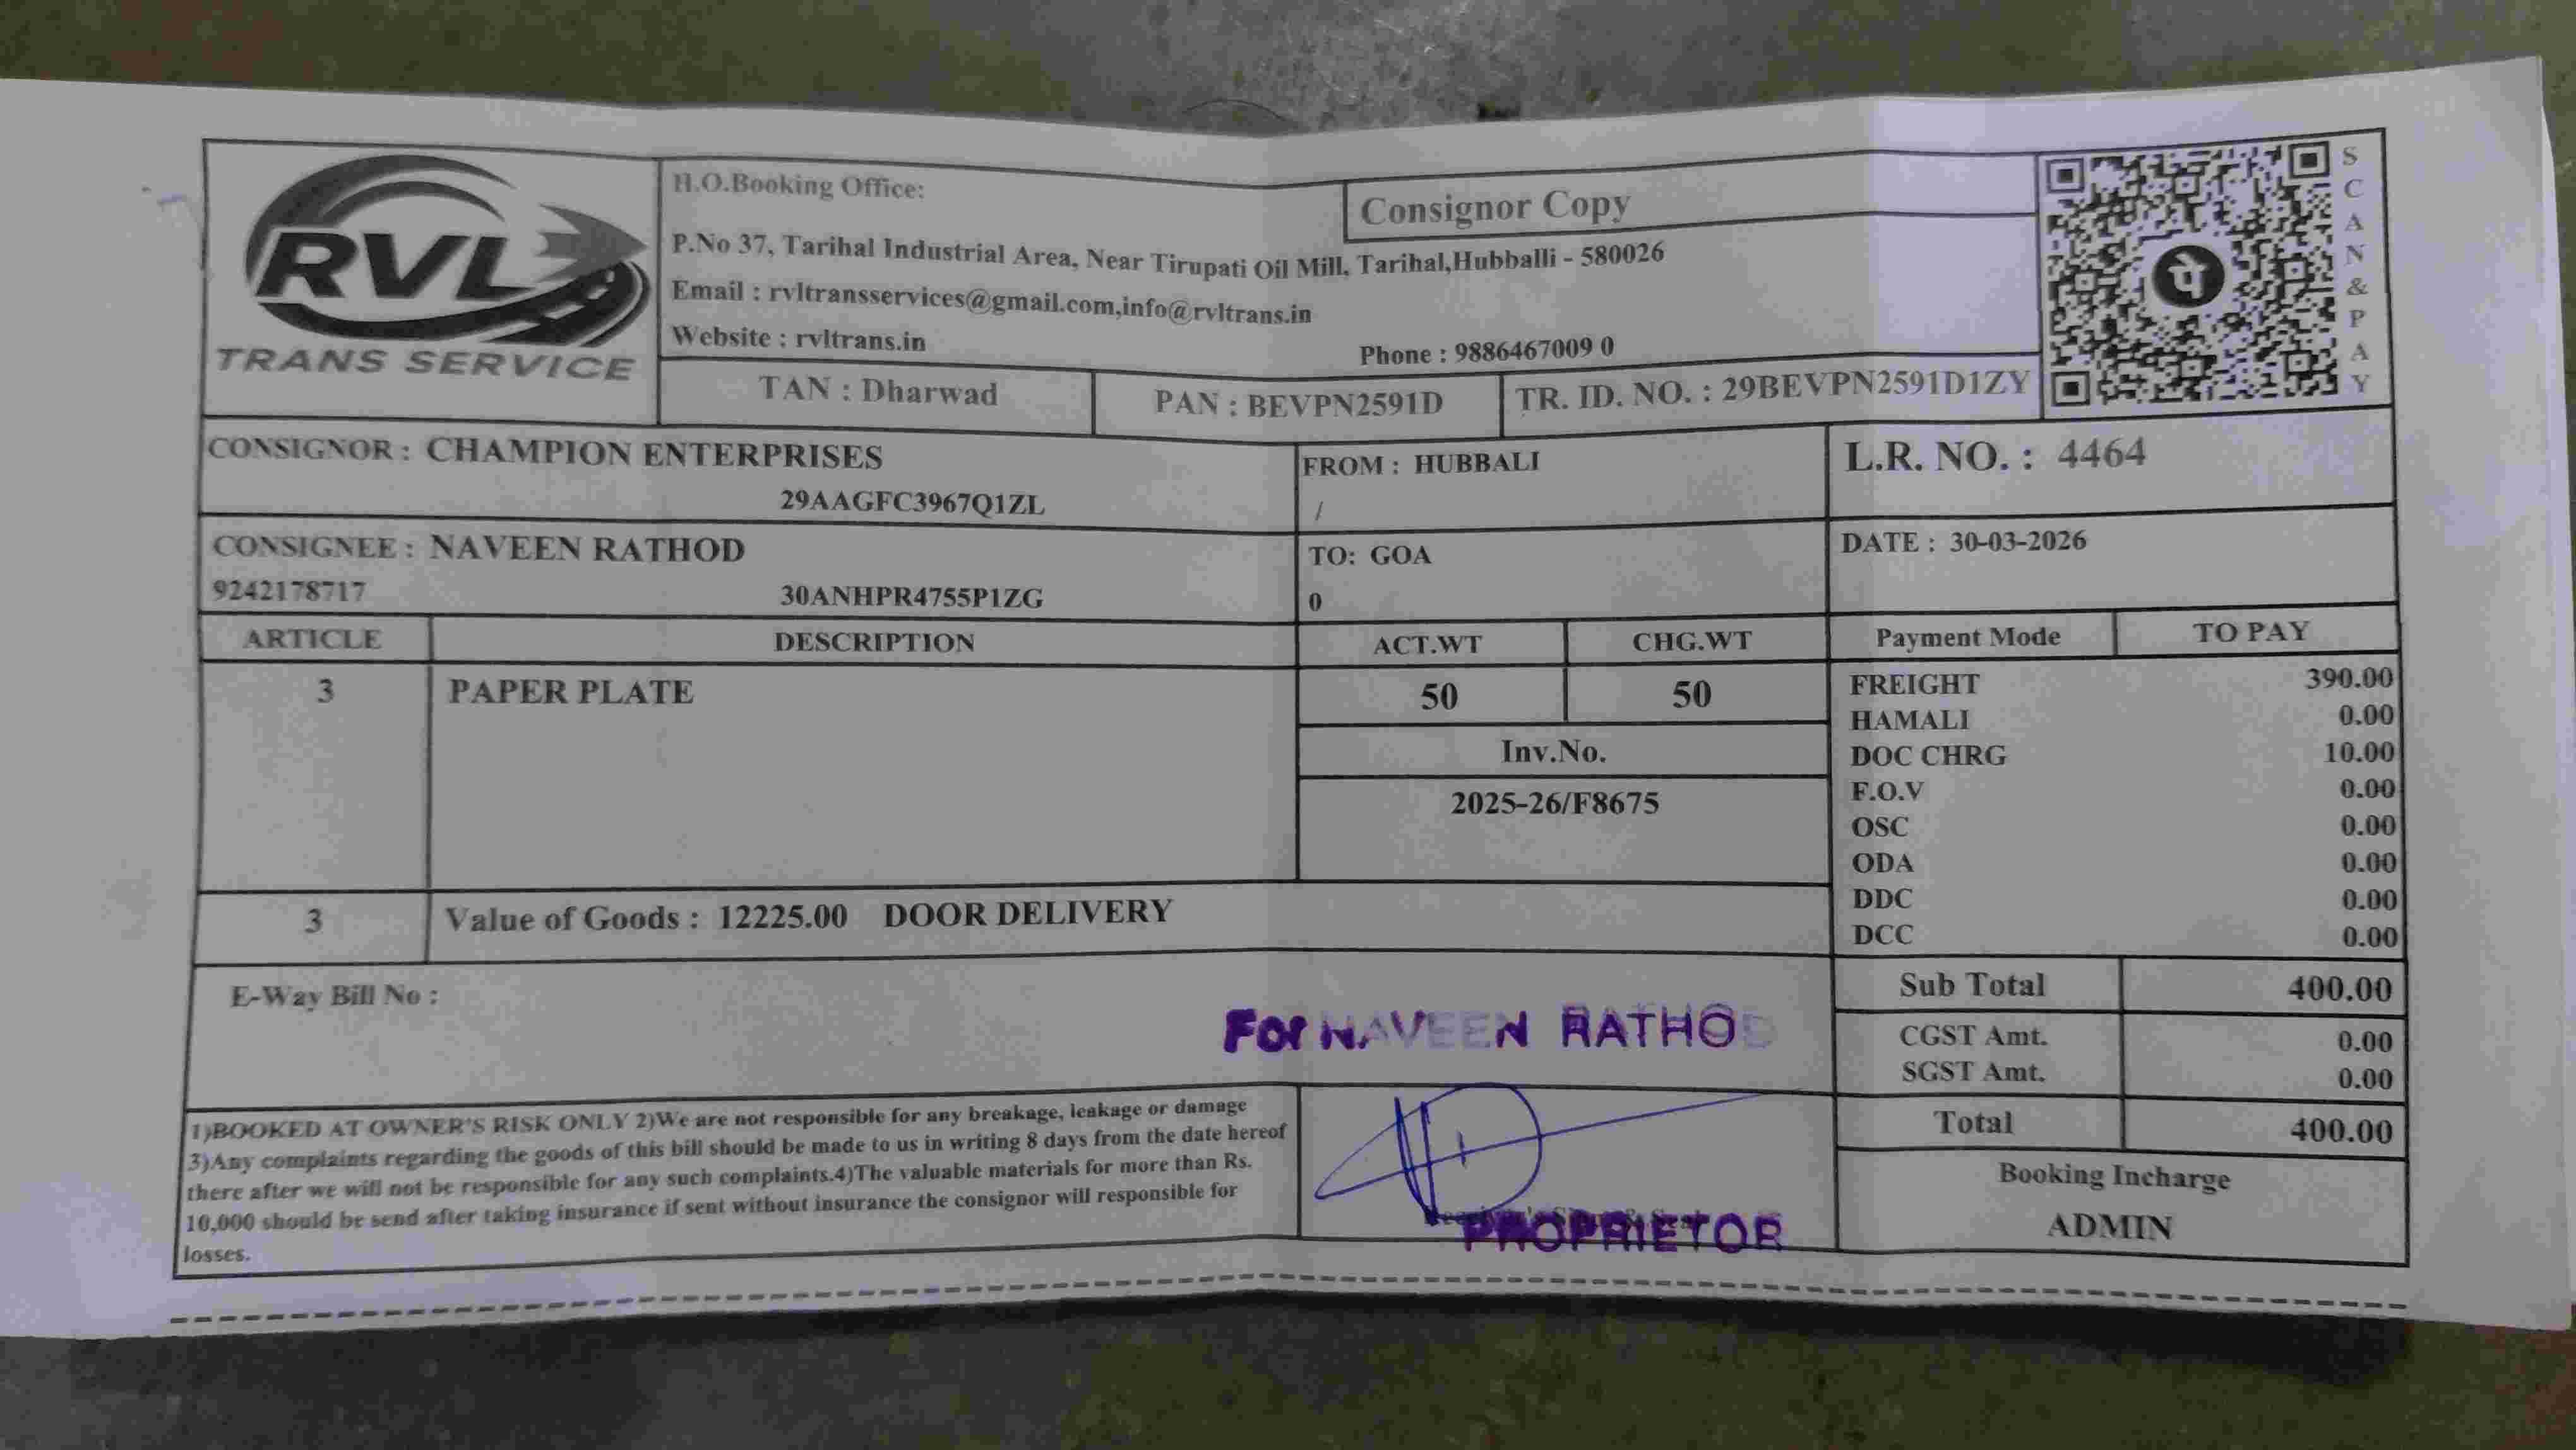 RVL
TRANS SERVICE
H.O.Booking Office:
Consignor Copy
P.No 37, Tarihal Industrial Area, Near Tirupati Oil Mill, Tarihal,Hubballi - 580026
Email : rvltransservices@gmail.com,info@rvltrans.in
Website : rvltrans.in
Phone : 9886467009 0
TAN : Dharwad
PAN : BEVPN2591D
TR. ID. NO. : 29BEVPN2591D1ZY
पे
SCAN&PAY
CONSIGNOR : CHAMPION ENTERPRISES
29AAGFC3967Q1ZL
FROM : HUBBALI
/
L.R. NO. : 4464
CONSIGNEE : NAVEEN RATHOD
9242178717 30ANHPR4755P1ZG
TO: GOA
0
DATE : 30-03-2026
ARTICLE DESCRIPTION ACT.WT CHG.WT Payment Mode TO PAY
3 PAPER PLATE 50 50
Inv.No.
2025-26/F8675
FREIGHT 390.00
HAMALI 0.00
DOC CHRG 10.00
F.O.V 0.00
OSC 0.00
ODA 0.00
DDC 0.00
DCC 0.00
3 Value of Goods : 12225.00 DOOR DELIVERY
E-Way Bill No :
For NAVEEN RATHOD
Sub Total 400.00
CGST Amt. 0.00
SGST Amt. 0.00
Total 400.00
1)BOOKED AT OWNER'S RISK ONLY 2)We are not responsible for any breakage, leakage or damage
3)Any complaints regarding the goods of this bill should be made to us in writing 8 days from the date hereof
there after we will not be responsible for any such complaints.4)The valuable materials for more than Rs.
10,000 should be send after taking insurance if sent without insurance the consignor will responsible for
losses.
PROPRIETOR
Booking Incharge
ADMIN